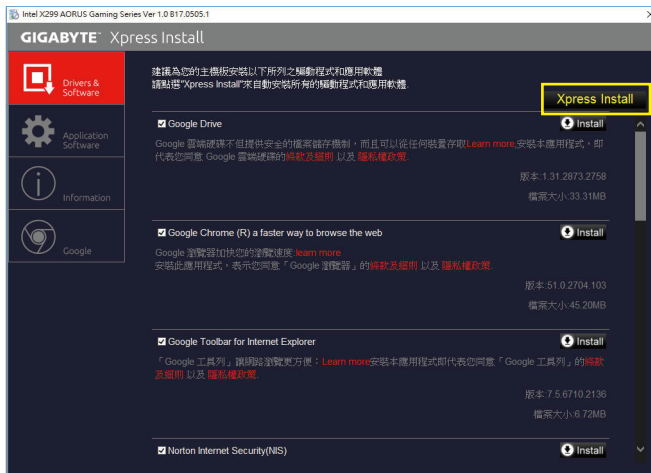 Intel X299 AORUS Gaming Series Ver 1.0 B17.0505.1
GIGABYTE™ Xpress Install
Drivers &
Software
Application
Software
Information
Google
建議為您的主機板安裝以下所列之驅動程式和應用軟體
請點選"Xpress Install"來自動安裝所有的驅動程式和應用軟體.
Xpress Install
Google Drive
Install
Google 雲端硬碟不但提供安全的檔案儲存機制，而且可以從任何裝置存取Learn more,安裝本應用程式，即
代表您同意 Google 雲端硬碟的條款及細則 以及 隱私權政策.
版本:1.31.2873.2758
檔案大小:33.31MB
Google Chrome (R) a faster way to browse the web
Install
Google 瀏覽器加快您的瀏覽速度.learn more
安裝此應用程式，表示您同意「Google 瀏覽器」的條款及細則 以及 隱私權政策.
版本:51.0.2704.103
檔案大小:45.20MB
Google Toolbar for Internet Explorer
Install
「Google 工具列」讓網路瀏覽更方便：Learn more安裝本應用程式即代表您同意「Google 工具列」的條款
及細則 以及 隱私權政策.
版本:7.5.6710.2136
檔案大小:6.72MB
Norton Internet Security(NIS)
Install